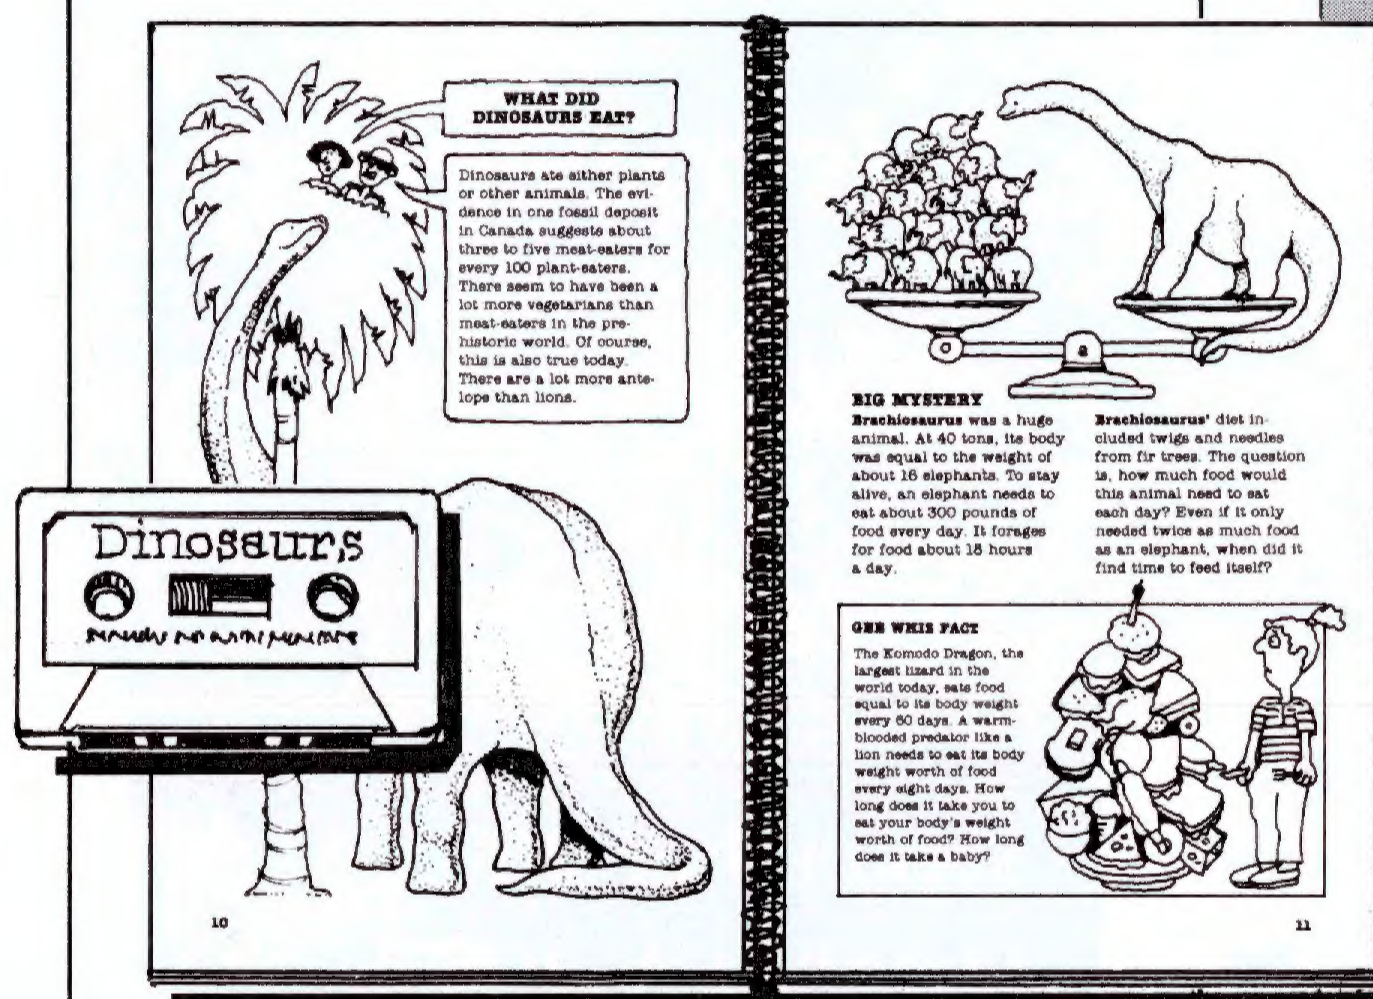 WHAT DID
DINOSAURS EAT?
Dinosaurs ate either plants
or other animals. The evi-
dence in one fossil deposit
in Canada suggests about
three to five meat-eaters for
every 100 plant-eaters.
There seem to have been a
lot more vegetarians than
meat-eaters in the pre-
historic world. Of course,
this is also true today.
There are a lot more ante-
lope than lions.
Dinosaurs
10
BIG MYSTERY
Brachiosaurus was a huge
animal. At 40 tons, its body
was equal to the weight of
about 16 elephants. To stay
alive, an elephant needs to
eat about 300 pounds of
food every day. It forages
for food about 18 hours
a day.
Brachiosaurus' diet in-
cluded twigs and needles
from fir trees. The question
is, how much food would
this animal need to eat
each day? Even if it only
needed twice as much food
as an elephant, when did it
find time to feed itself?
GEE WHIZ FACT
The Komodo Dragon, the
largest lizard in the
world today, eats food
equal to its body weight
every 60 days. A warm-
blooded predator like a
lion needs to eat its body
weight worth of food
every eight days. How
long does it take you to
eat your body's weight
worth of food? How long
does it take a baby?
11